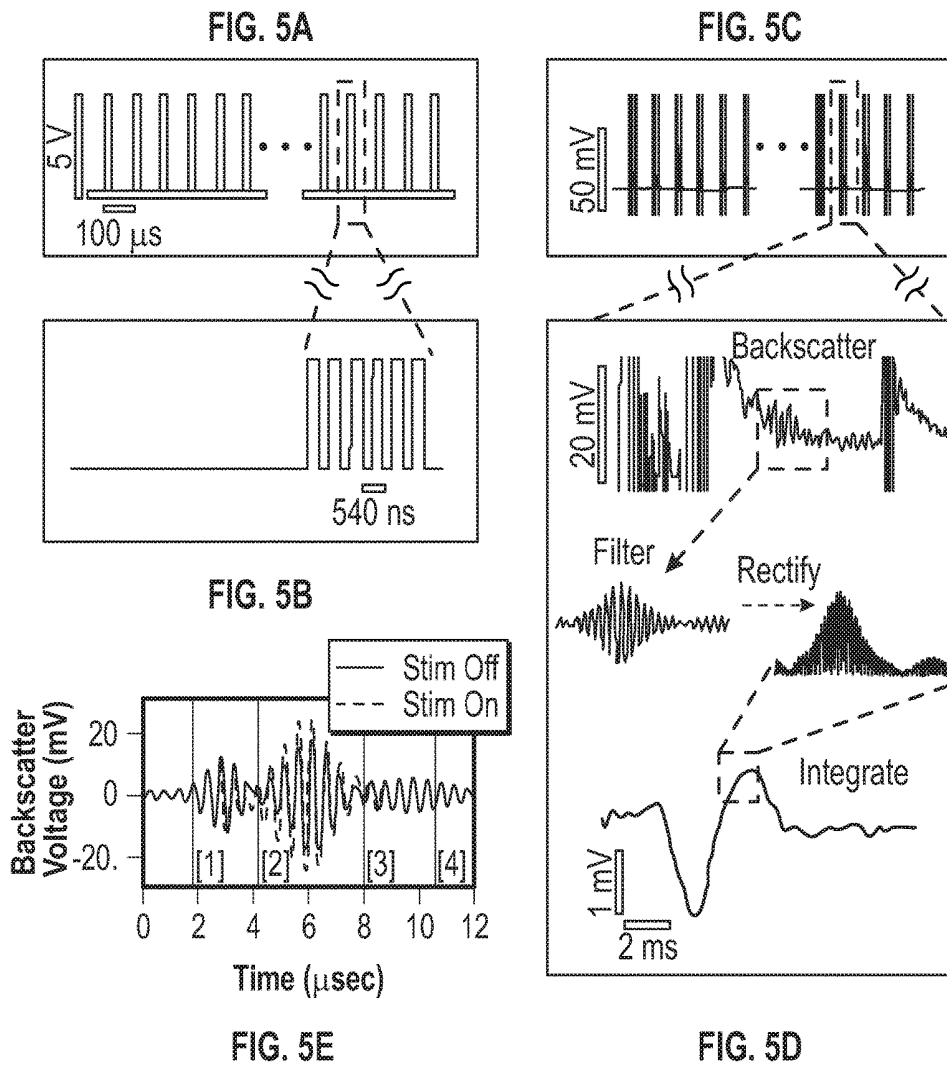 FIG. 5A
5 V
100 μs
540 ns
FIG. 5B
Stim Off
Stim On
Backscatter
Voltage (mV)
20
0
-20.
[1] [2] [3] [4]
0 2 4 6 8 10 12
Time (μsec)
FIG. 5E
FIG. 5C
50 mV
Backscatter
20 mV
Filter
Rectify
Integrate
1 mV
2 ms
FIG. 5D